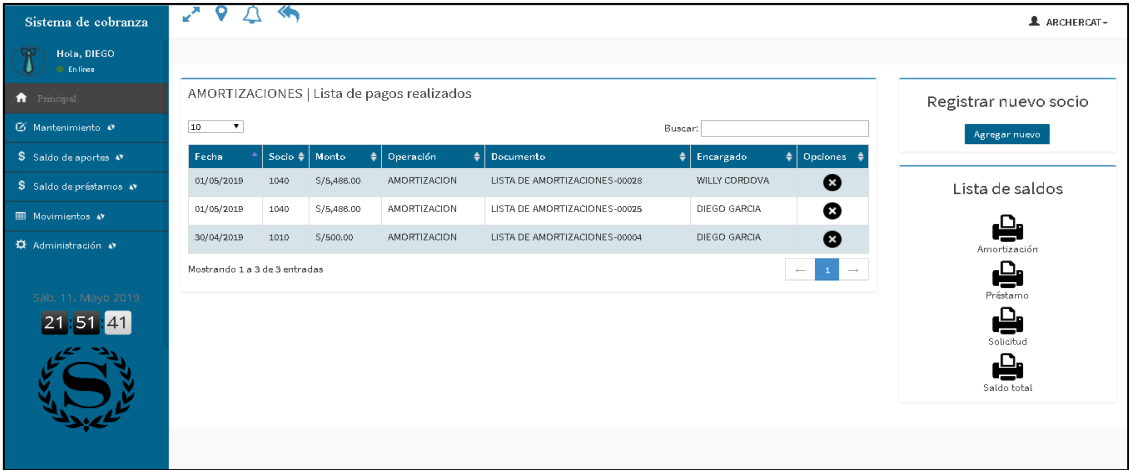 Sistema de cobranza
ARCHERCAT
Hola, DIEGO
En línea
Principal
Mantenimiento
Saldo de aportes
Saldo de préstamos
Movimientos
Administración
Sáb, 11, Mayo 2019
21:51:41
S
AMORTIZACIONES | Lista de pagos realizados
10
Buscar:
Fecha Socio Monto Operación Documento Encargado Opciones
01/05/2019 1040 S/5,486.00 AMORTIZACION LISTA DE AMORTIZACIONES-00028 WILLY CORDOVA
01/05/2019 1040 S/5,486.00 AMORTIZACION LISTA DE AMORTIZACIONES-00025 DIEGO GARCIA
30/04/2019 1010 S/500.00 AMORTIZACION LISTA DE AMORTIZACIONES-00004 DIEGO GARCIA
Mostrando 1 a 3 de 3 entradas
← 1 →
Registrar nuevo socio
Agregar nuevo
Lista de saldos
Amortización
Préstamo
Solicitud
Saldo total